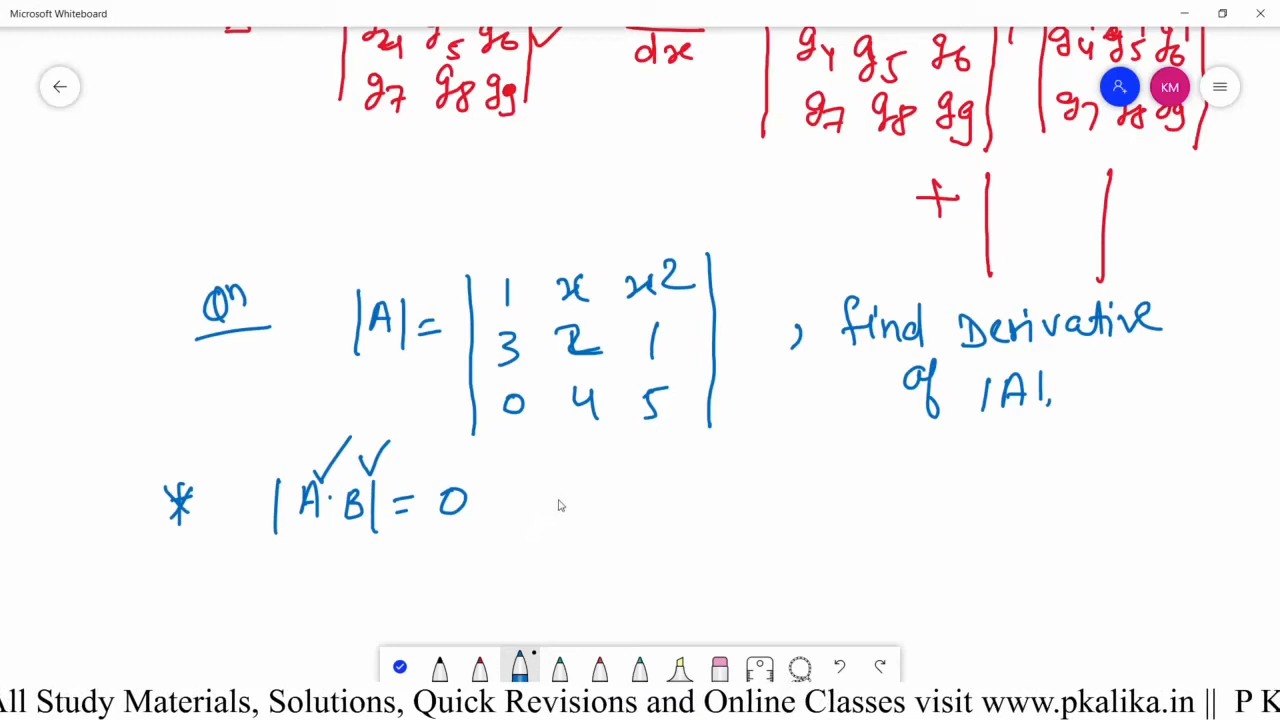 Microsoft Whiteboard
g4 g5 g6
g7 g8 g9
dx
g4 g5 g6
g7 g8 g9
g4' g5' g6'
g7 g8 g9
KM
+ | |
Qn |A| = | 1 x x2 |
| 3 2 1 |
| 0 4 5 |
, find Derivative
of |A|.
* |A·B| = 0
All Study Materials, Solutions, Quick Revisions and Online Classes visit www.pkalika.in || P K